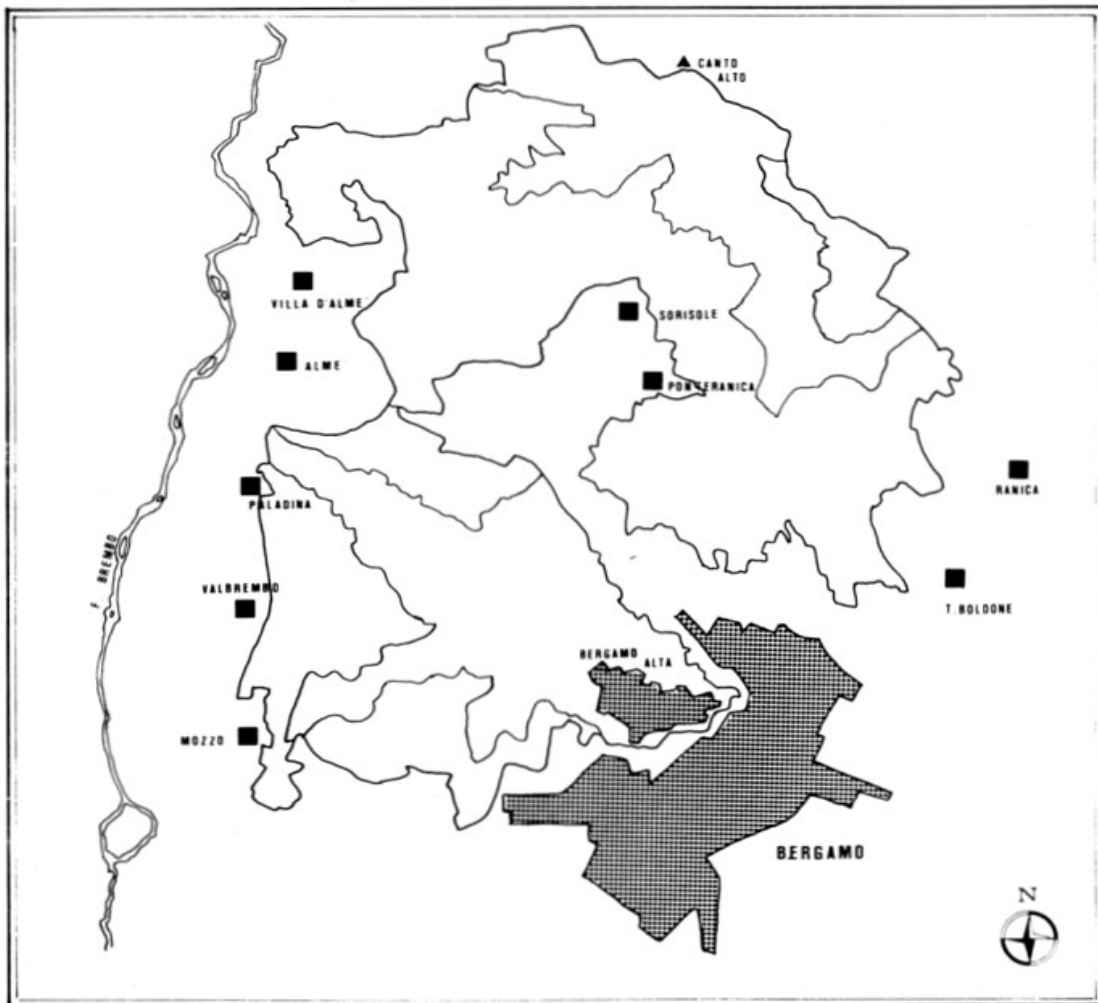 CANTO
ALTO
VILLA D'ALME'
SORISOLE
ALME'
PONTERANICA
PALADINA
RANICA
F. BREMBO
VALBREMBO
T. BOLDONE
BERGAMO
ALTA
MOZZO
BERGAMO
N